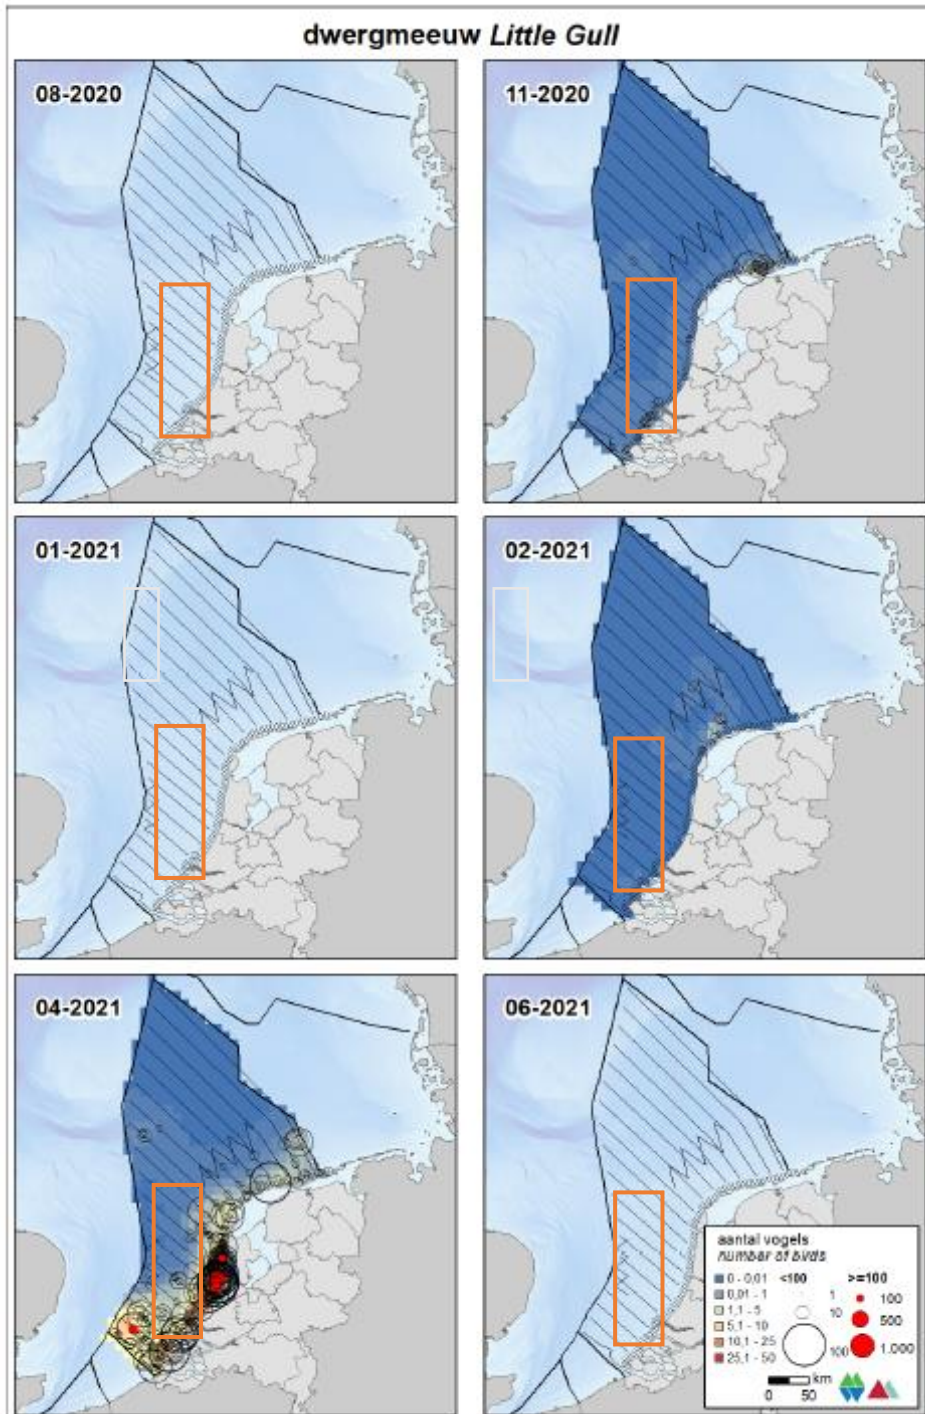 dwergmeeuw Little Gull
08-2020
11-2020
01-2021
02-2021
04-2021
06-2021
aantal vogels
number of birds
0 - 0,01 <100 >=100
0,01 - 1 1 100
1,1 - 5 10
5,1 - 10 500
10,1 - 25 100 1.000
25,1 - 50
km
0 50